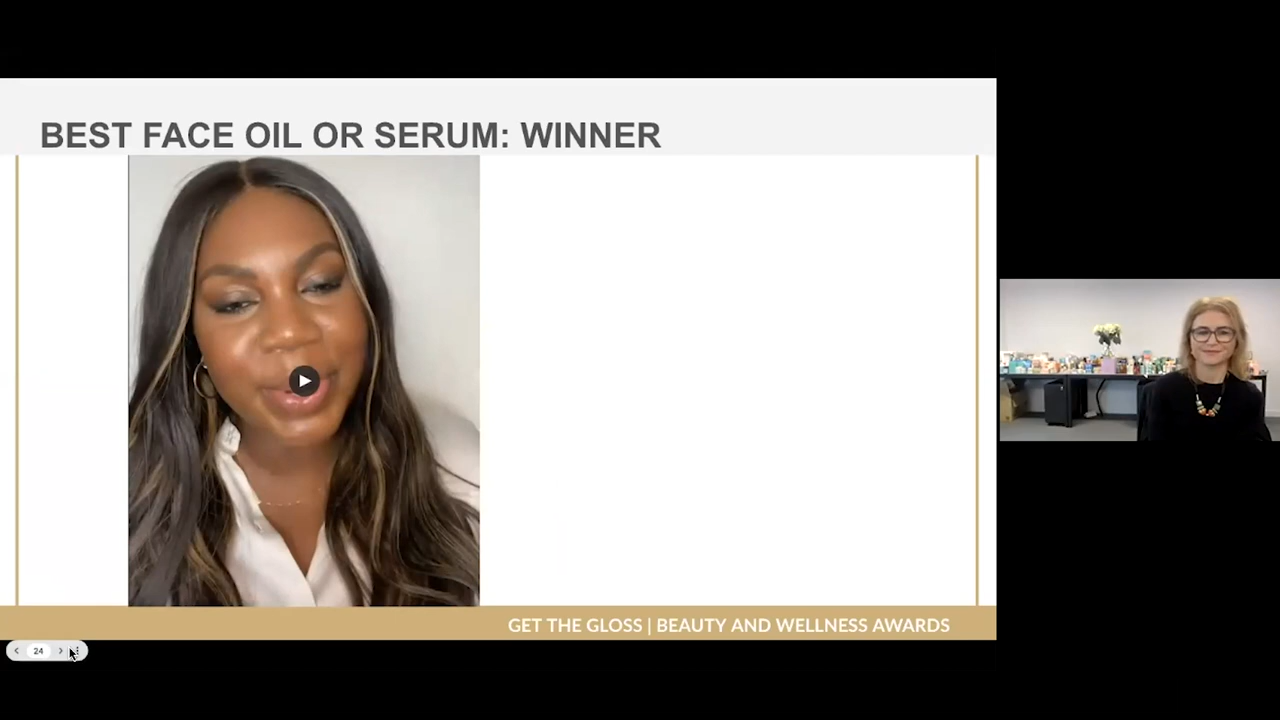 BEST FACE OIL OR SERUM: WINNER
GET THE GLOSS | BEAUTY AND WELLNESS AWARDS
24